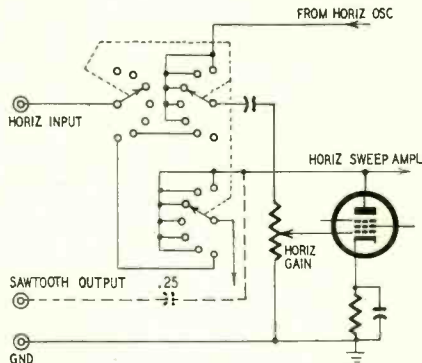 FROM HORIZ OSC
HORIZ INPUT
HORIZ SWEEP AMPL
HORIZ
GAIN
SAWTOOTH OUTPUT
.25
GND